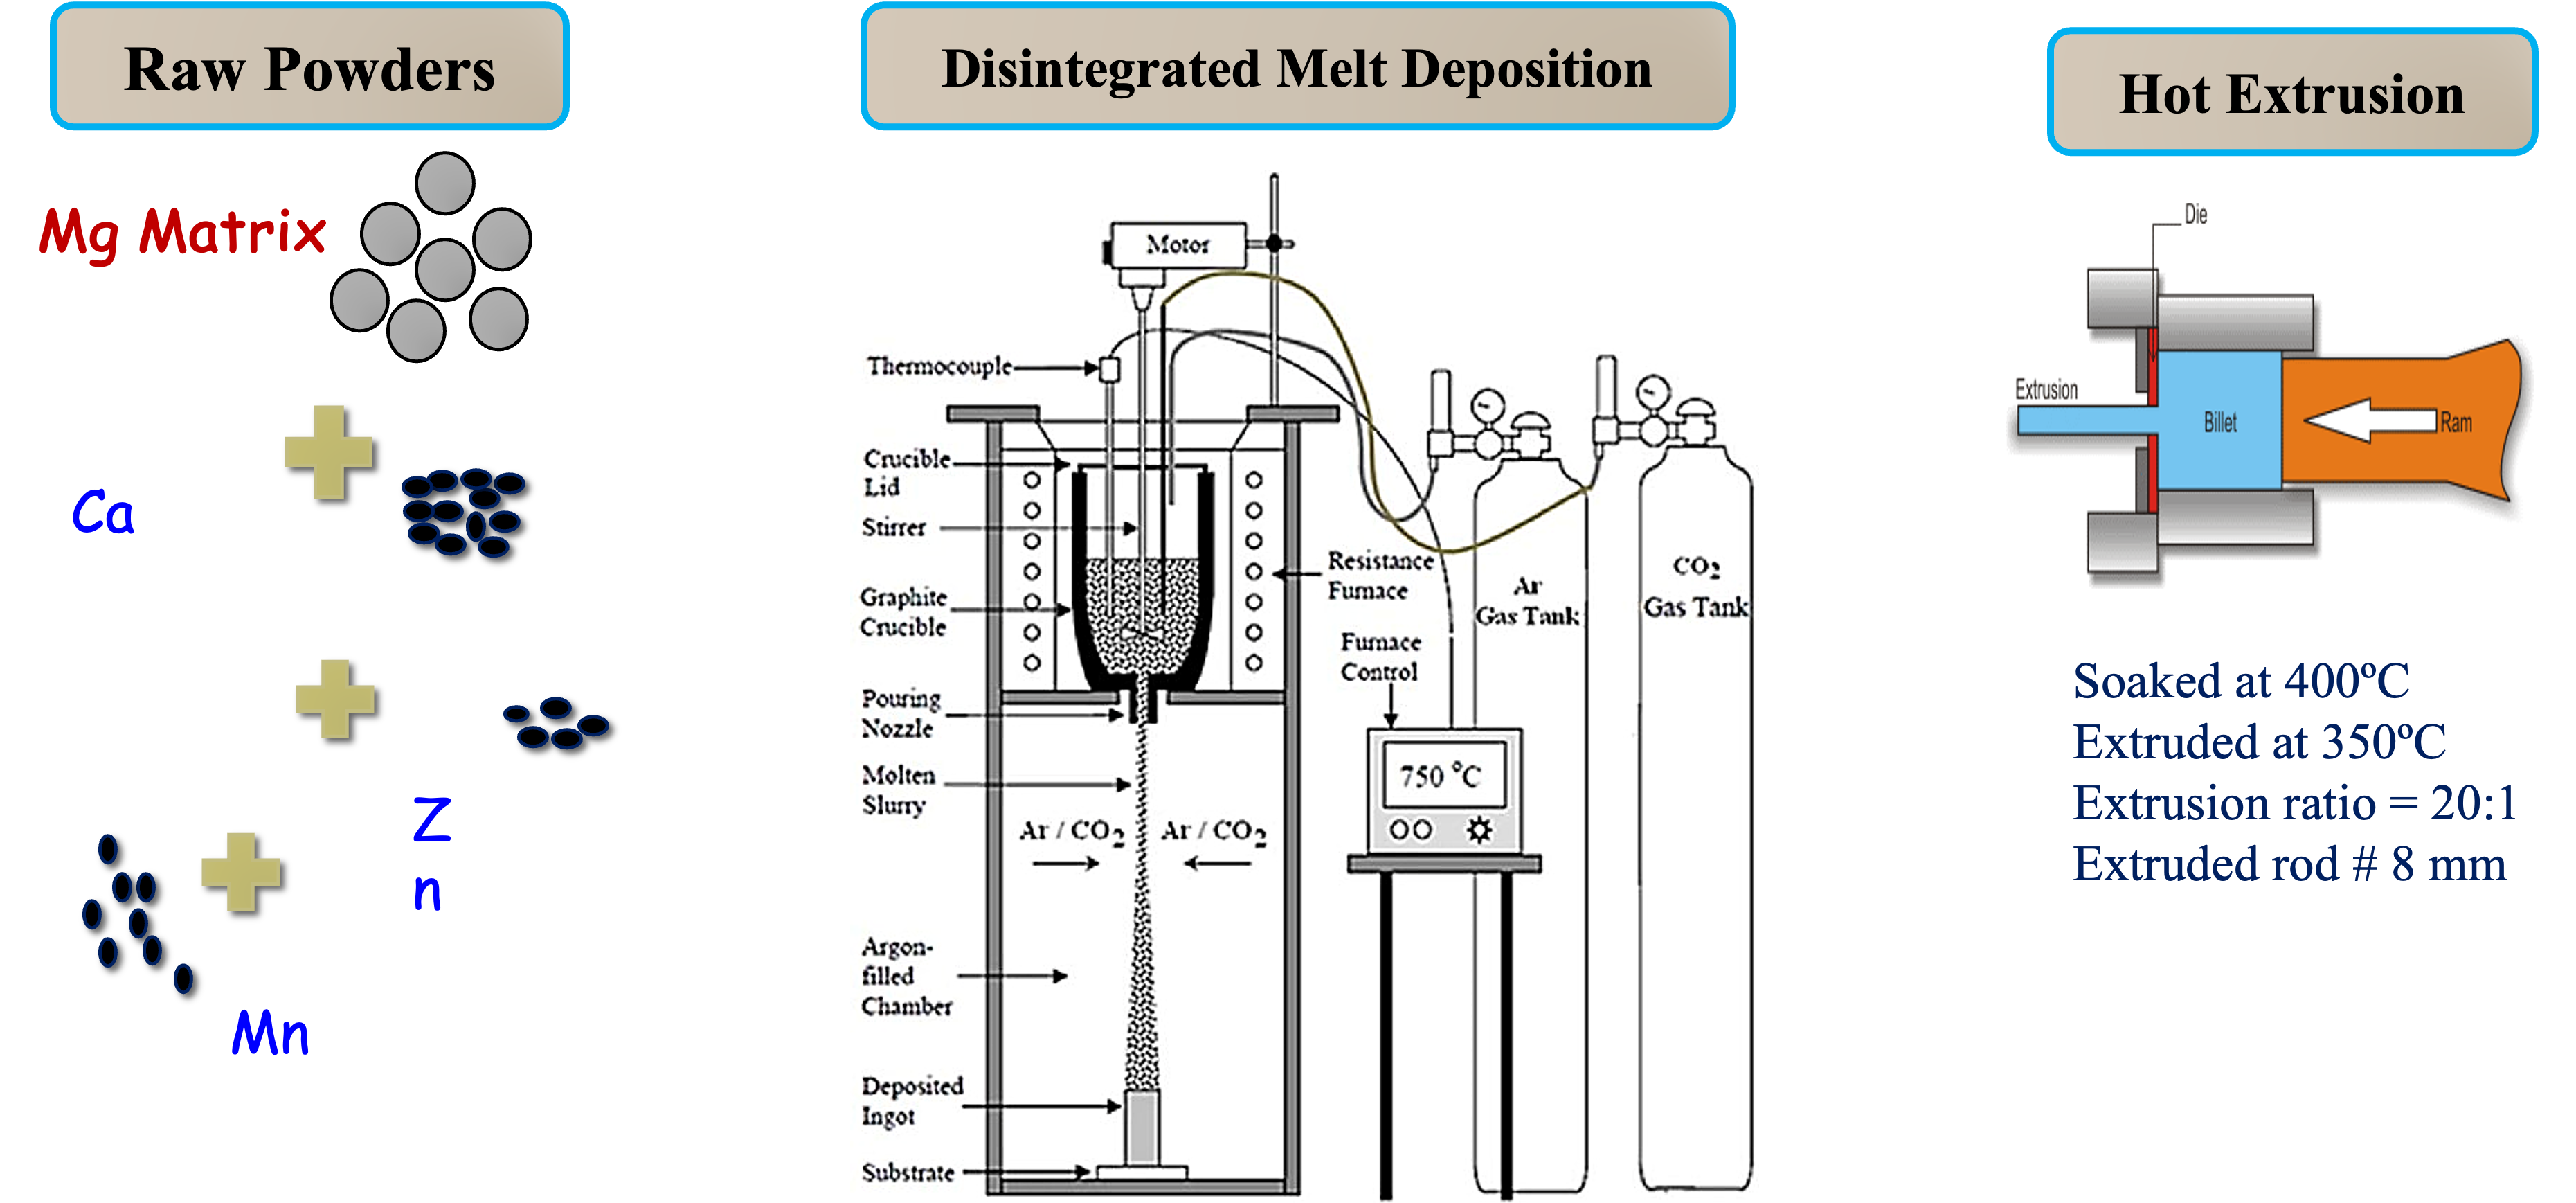 Raw Powders
Mg Matrix
Ca
Z
n
Mn
Disintegrated Melt Deposition
Motor
Thermocouple
Crucible
Lid
Stirrer
Graphite
Crucible
Pouring
Nozzle
Molten
Slurry
Ar / CO₂
Ar / CO₂
Argon-
filled
Chamber
Deposited
Ingot
Substrate
Resistance
Furnace
Furnace
Control
750 °C
Ar
Gas Tank
CO₂
Gas Tank
Hot Extrusion
Die
Extrusion
Billet
Ram
Soaked at 400ºC
Extruded at 350ºC
Extrusion ratio = 20:1
Extruded rod # 8 mm